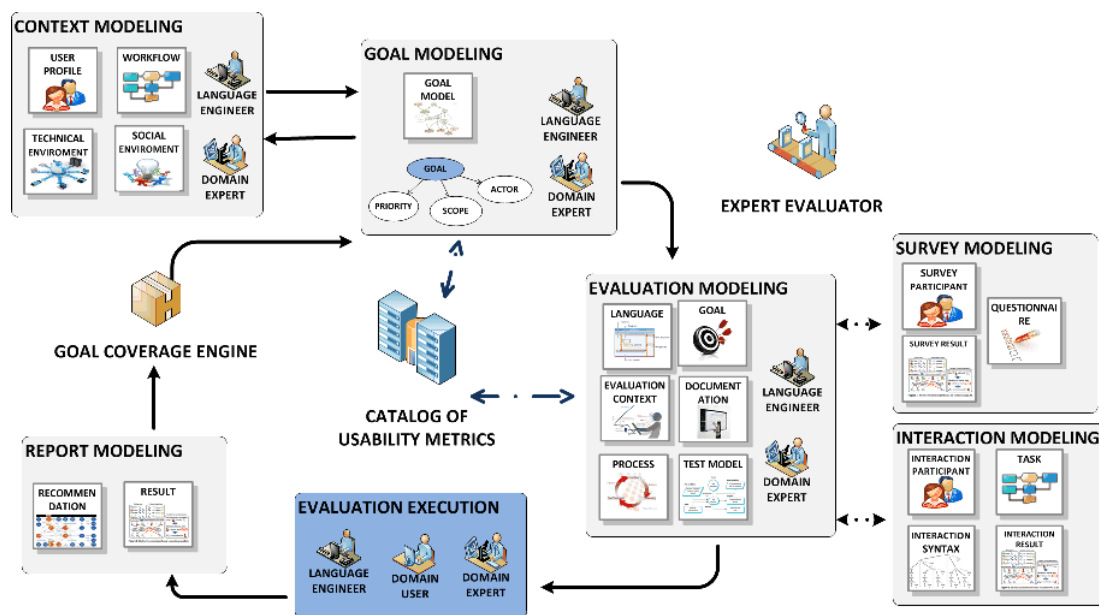 CONTEXT MODELING
USER
PROFILE
WORKFLOW
LANGUAGE
ENGINEER
TECHNICAL
ENVIROMENT
SOCIAL
ENVIROMENT
DOMAIN
EXPERT
GOAL MODELING
GOAL
MODEL
LANGUAGE
ENGINEER
GOAL
PRIORITY
SCOPE
ACTOR
DOMAIN
EXPERT
EXPERT EVALUATOR
GOAL COVERAGE ENGINE
CATALOG OF
USABILITY METRICS
EVALUATION MODELING
LANGUAGE
GOAL
EVALUATION
CONTEXT
DOCUMENT
ATION
LANGUAGE
ENGINEER
PROCESS
TEST MODEL
DOMAIN
EXPERT
SURVEY MODELING
SURVEY
PARTICIPANT
QUESTIONNA
IRE
SURVEY RESULT
INTERACTION MODELING
INTERACTION
PARTICIPANT
TASK
INTERACTION
SYNTAX
INTERACTION
RESULT
REPORT MODELING
RECOMMEN
DATION
RESULT
EVALUATION EXECUTION
LANGUAGE
ENGINEER
DOMAIN
USER
DOMAIN
EXPERT